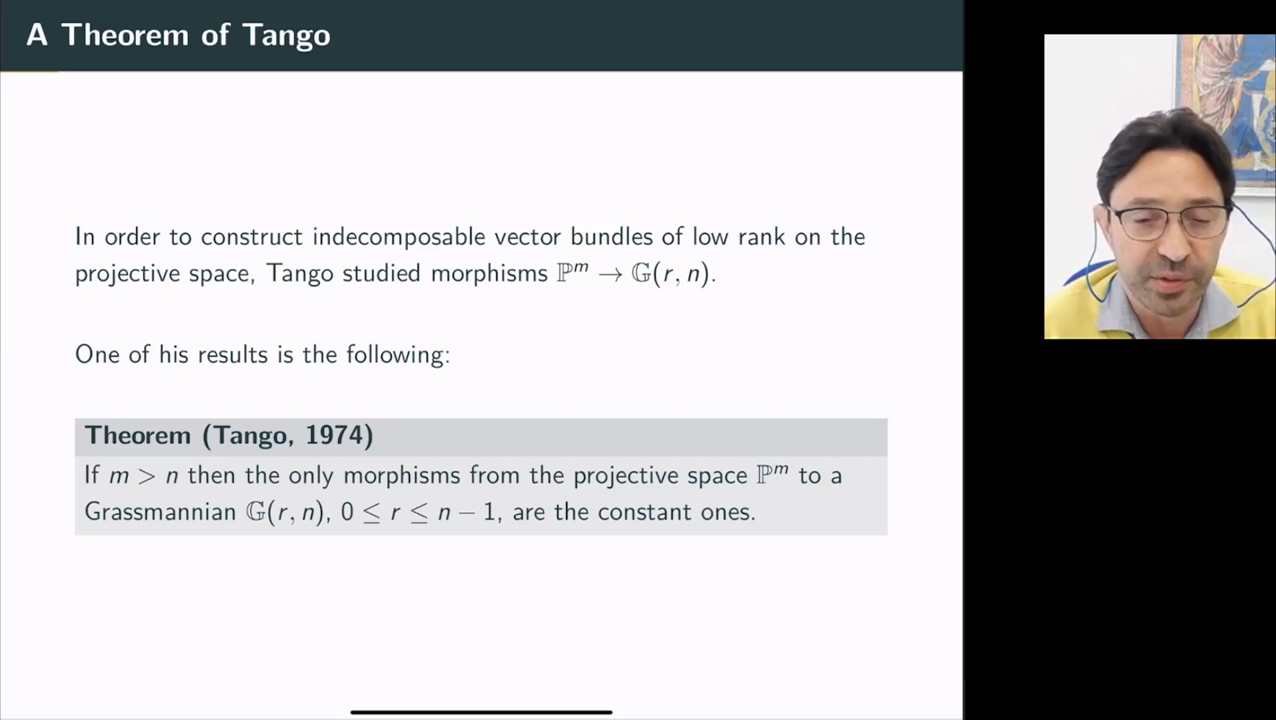 A Theorem of Tango
In order to construct indecomposable vector bundles of low rank on the
projective space, Tango studied morphisms ℙᵐ → 𝔾(r, n).
One of his results is the following:
Theorem (Tango, 1974)
If m > n then the only morphisms from the projective space ℙᵐ to a
Grassmannian 𝔾(r, n), 0 ≤ r ≤ n − 1, are the constant ones.